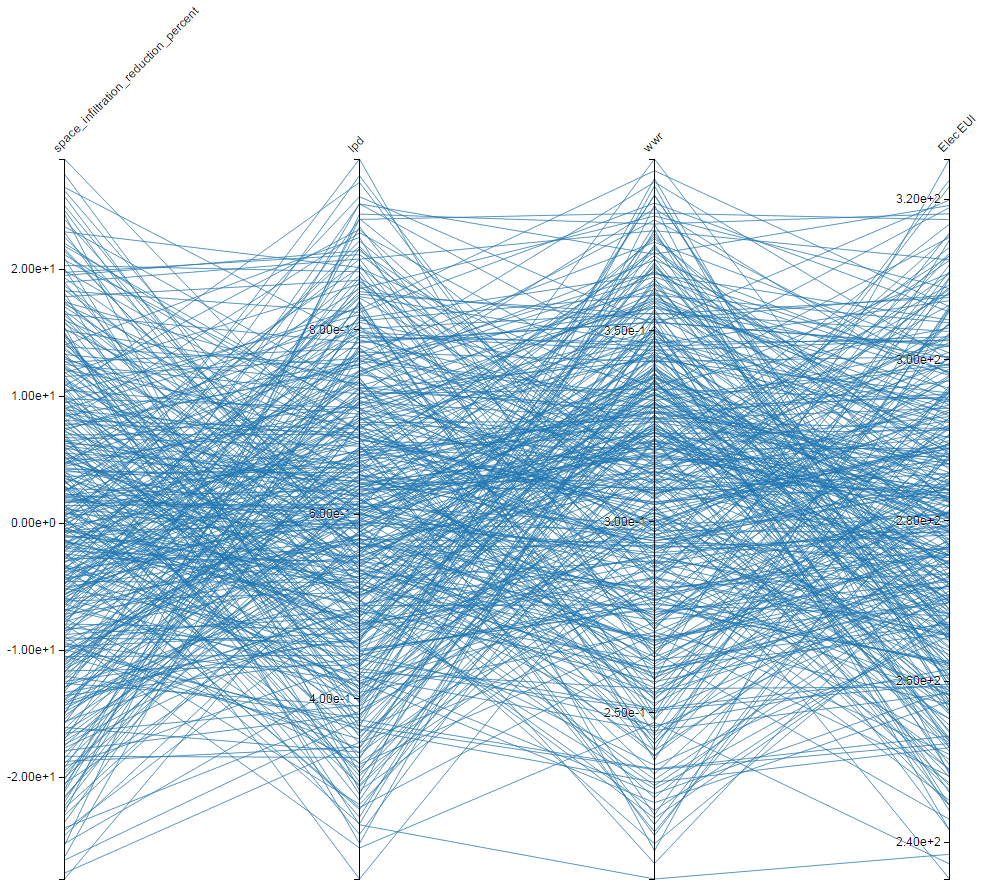 space_infiltration_reduction_percent
lpd
wwr
Elec EUI
2.00e+1
1.00e+1
0.00e+0
-1.00e+1
-2.00e+1
8.00e-1
6.00e-1
4.00e-1
3.50e-1
3.00e-1
2.50e-1
3.20e+2
3.00e+2
2.80e+2
2.60e+2
2.40e+2